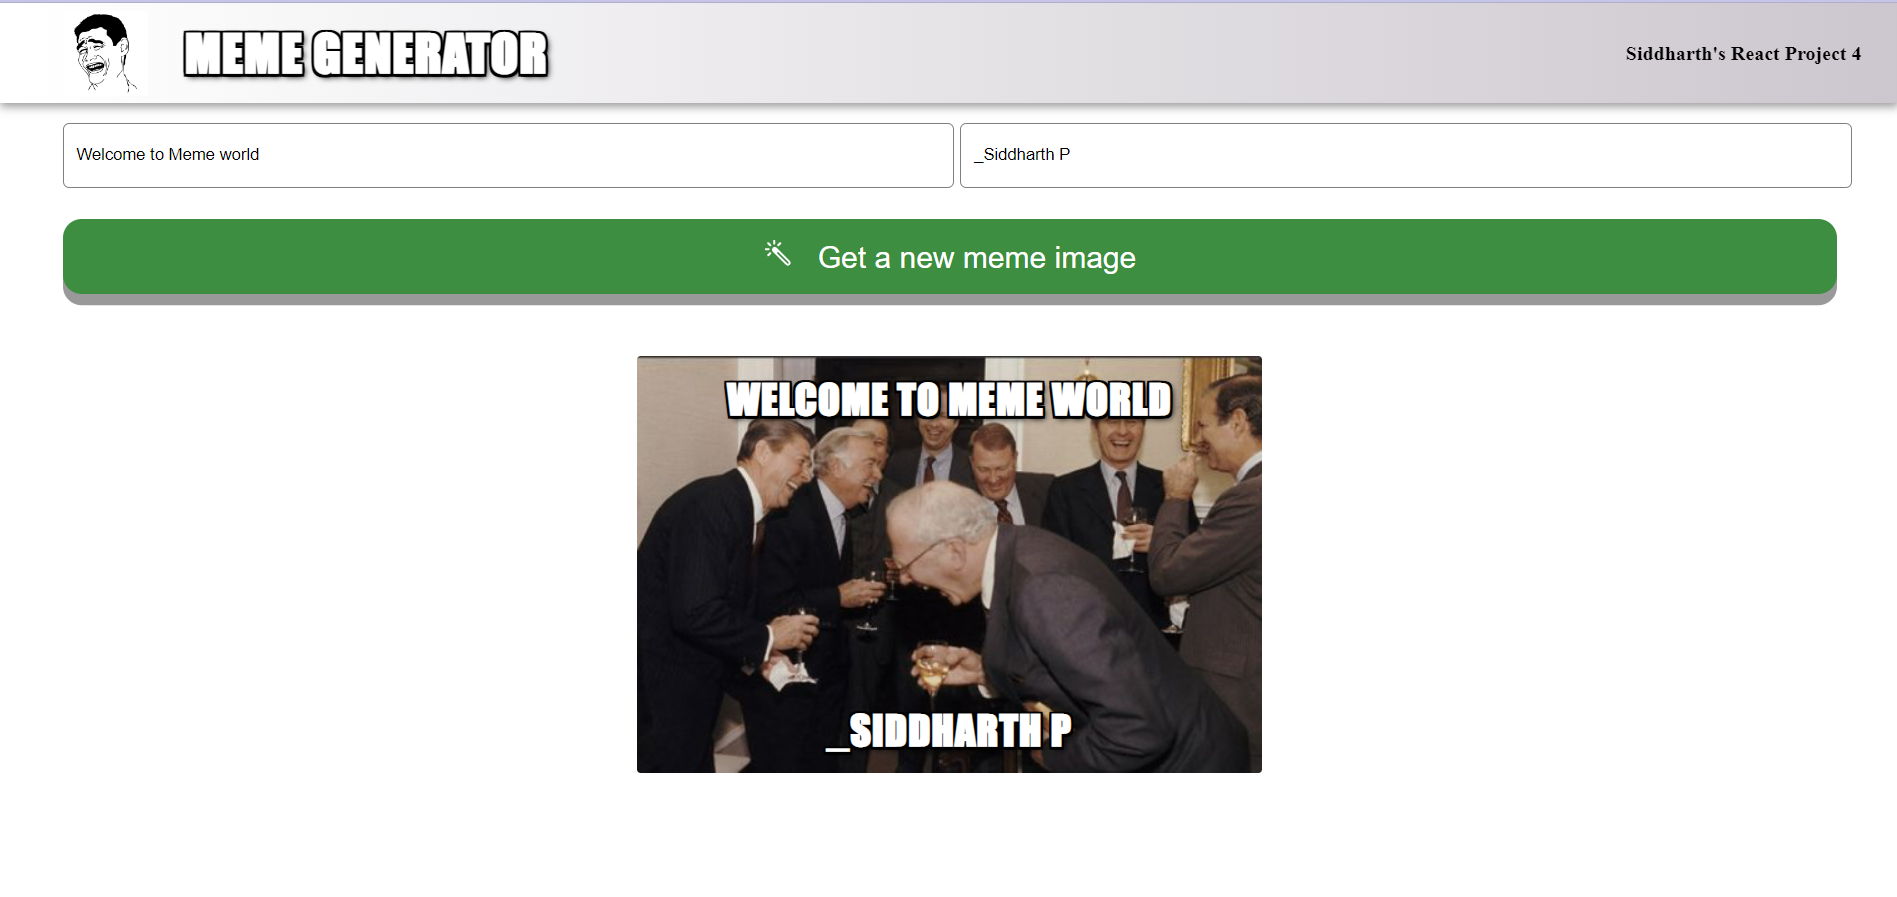 MEME GENERATOR
Siddharth's React Project 4
Welcome to Meme world
_Siddharth P
Get a new meme image
WELCOME TO MEME WORLD
_SIDDHARTH P